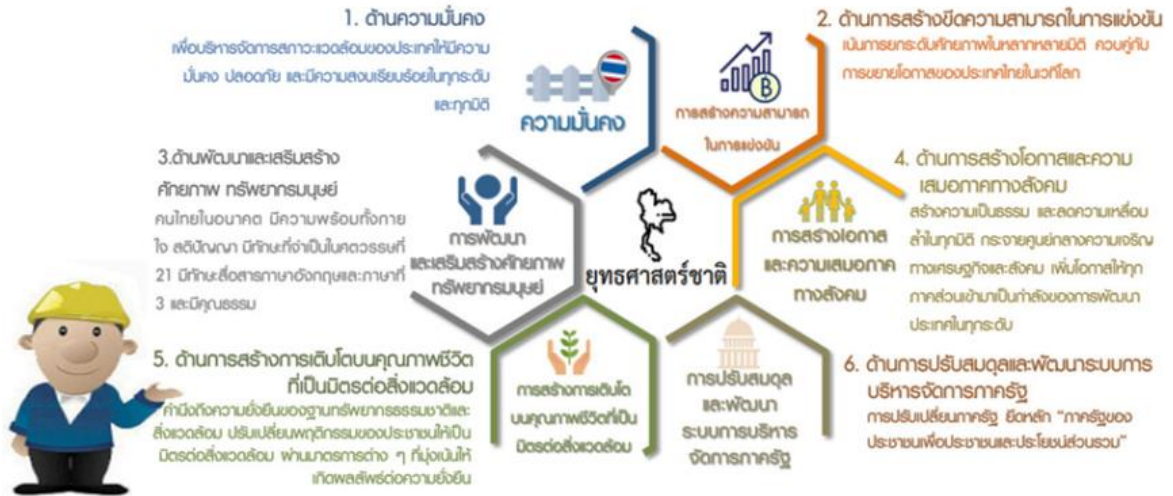 1. ด้านความมั่นคง
เพื่อบริหารจัดการสภาวะแวดล้อมของประเทศให้มีความ
มั่นคง ปลอดภัย และมีความสงบเรียบร้อยในทุกระดับ
และทุกมิติ
ความมั่นคง
2. ด้านการสร้างขีดความสามารถในการแข่งขัน
เน้นการยกระดับศักยภาพในหลากหลายมิติ ควบคู่กับ
การขยายโอกาสของประเทศไทยในเวทีโลก
การสร้างความสามารถ
ในการแข่งขัน
3.ด้านพัฒนาและเสริมสร้าง
ศักยภาพ ทรัพยากรมนุษย์
คนไทยในอนาคต มีความพร้อมทั้งกาย
ใจ สติปัญญา มีทักษะที่จำเป็นในศตวรรษที่
21 มีทักษะสื่อสารภาษาอังกฤษและภาษาที่
3 และมีคุณธรรม
การพัฒนา
และเสริมสร้างศักยภาพ
ทรัพยากรมนุษย์
ยุทธศาสตร์ชาติ
การสร้างโอกาส
และความเสมอภาค
ทางสังคม
4. ด้านการสร้างโอกาสและความ
เสมอภาคทางสังคม
สร้างความเป็นธรรม และลดความเหลื่อม
ล้ำในทุกมิติ กระจายศูนย์กลางความเจริญ
ทางเศรษฐกิจและสังคม เพิ่มโอกาสให้ทุก
ภาคส่วนเข้ามาเป็นกำลังของการพัฒนา
ประเทศในทุกระดับ
5. ด้านการสร้างการเติบโตบนคุณภาพชีวิต
ที่เป็นมิตรต่อสิ่งแวดล้อม
คำนึงถึงความยั่งยืนของฐานทรัพยากรธรรมชาติและ
สิ่งแวดล้อม ปรับเปลี่ยนพฤติกรรมของประชาชนให้เป็น
มิตรต่อสิ่งแวดล้อม ผ่านมาตรการต่าง ๆ ที่มุ่งเน้นให้
เกิดผลลัพธ์ต่อความยั่งยืน
การสร้างการเติบโต
บนคุณภาพชีวิตที่เป็น
มิตรต่อสิ่งแวดล้อม
การปรับสมดุล
และพัฒนา
ระบบการบริหาร
จัดการภาครัฐ
6. ด้านการปรับสมดุลและพัฒนาระบบการ
บริหารจัดการภาครัฐ
การปรับเปลี่ยนภาครัฐ ยึดหลัก "ภาครัฐของ
ประชาชนเพื่อประชาชนและประโยชน์ส่วนรวม"